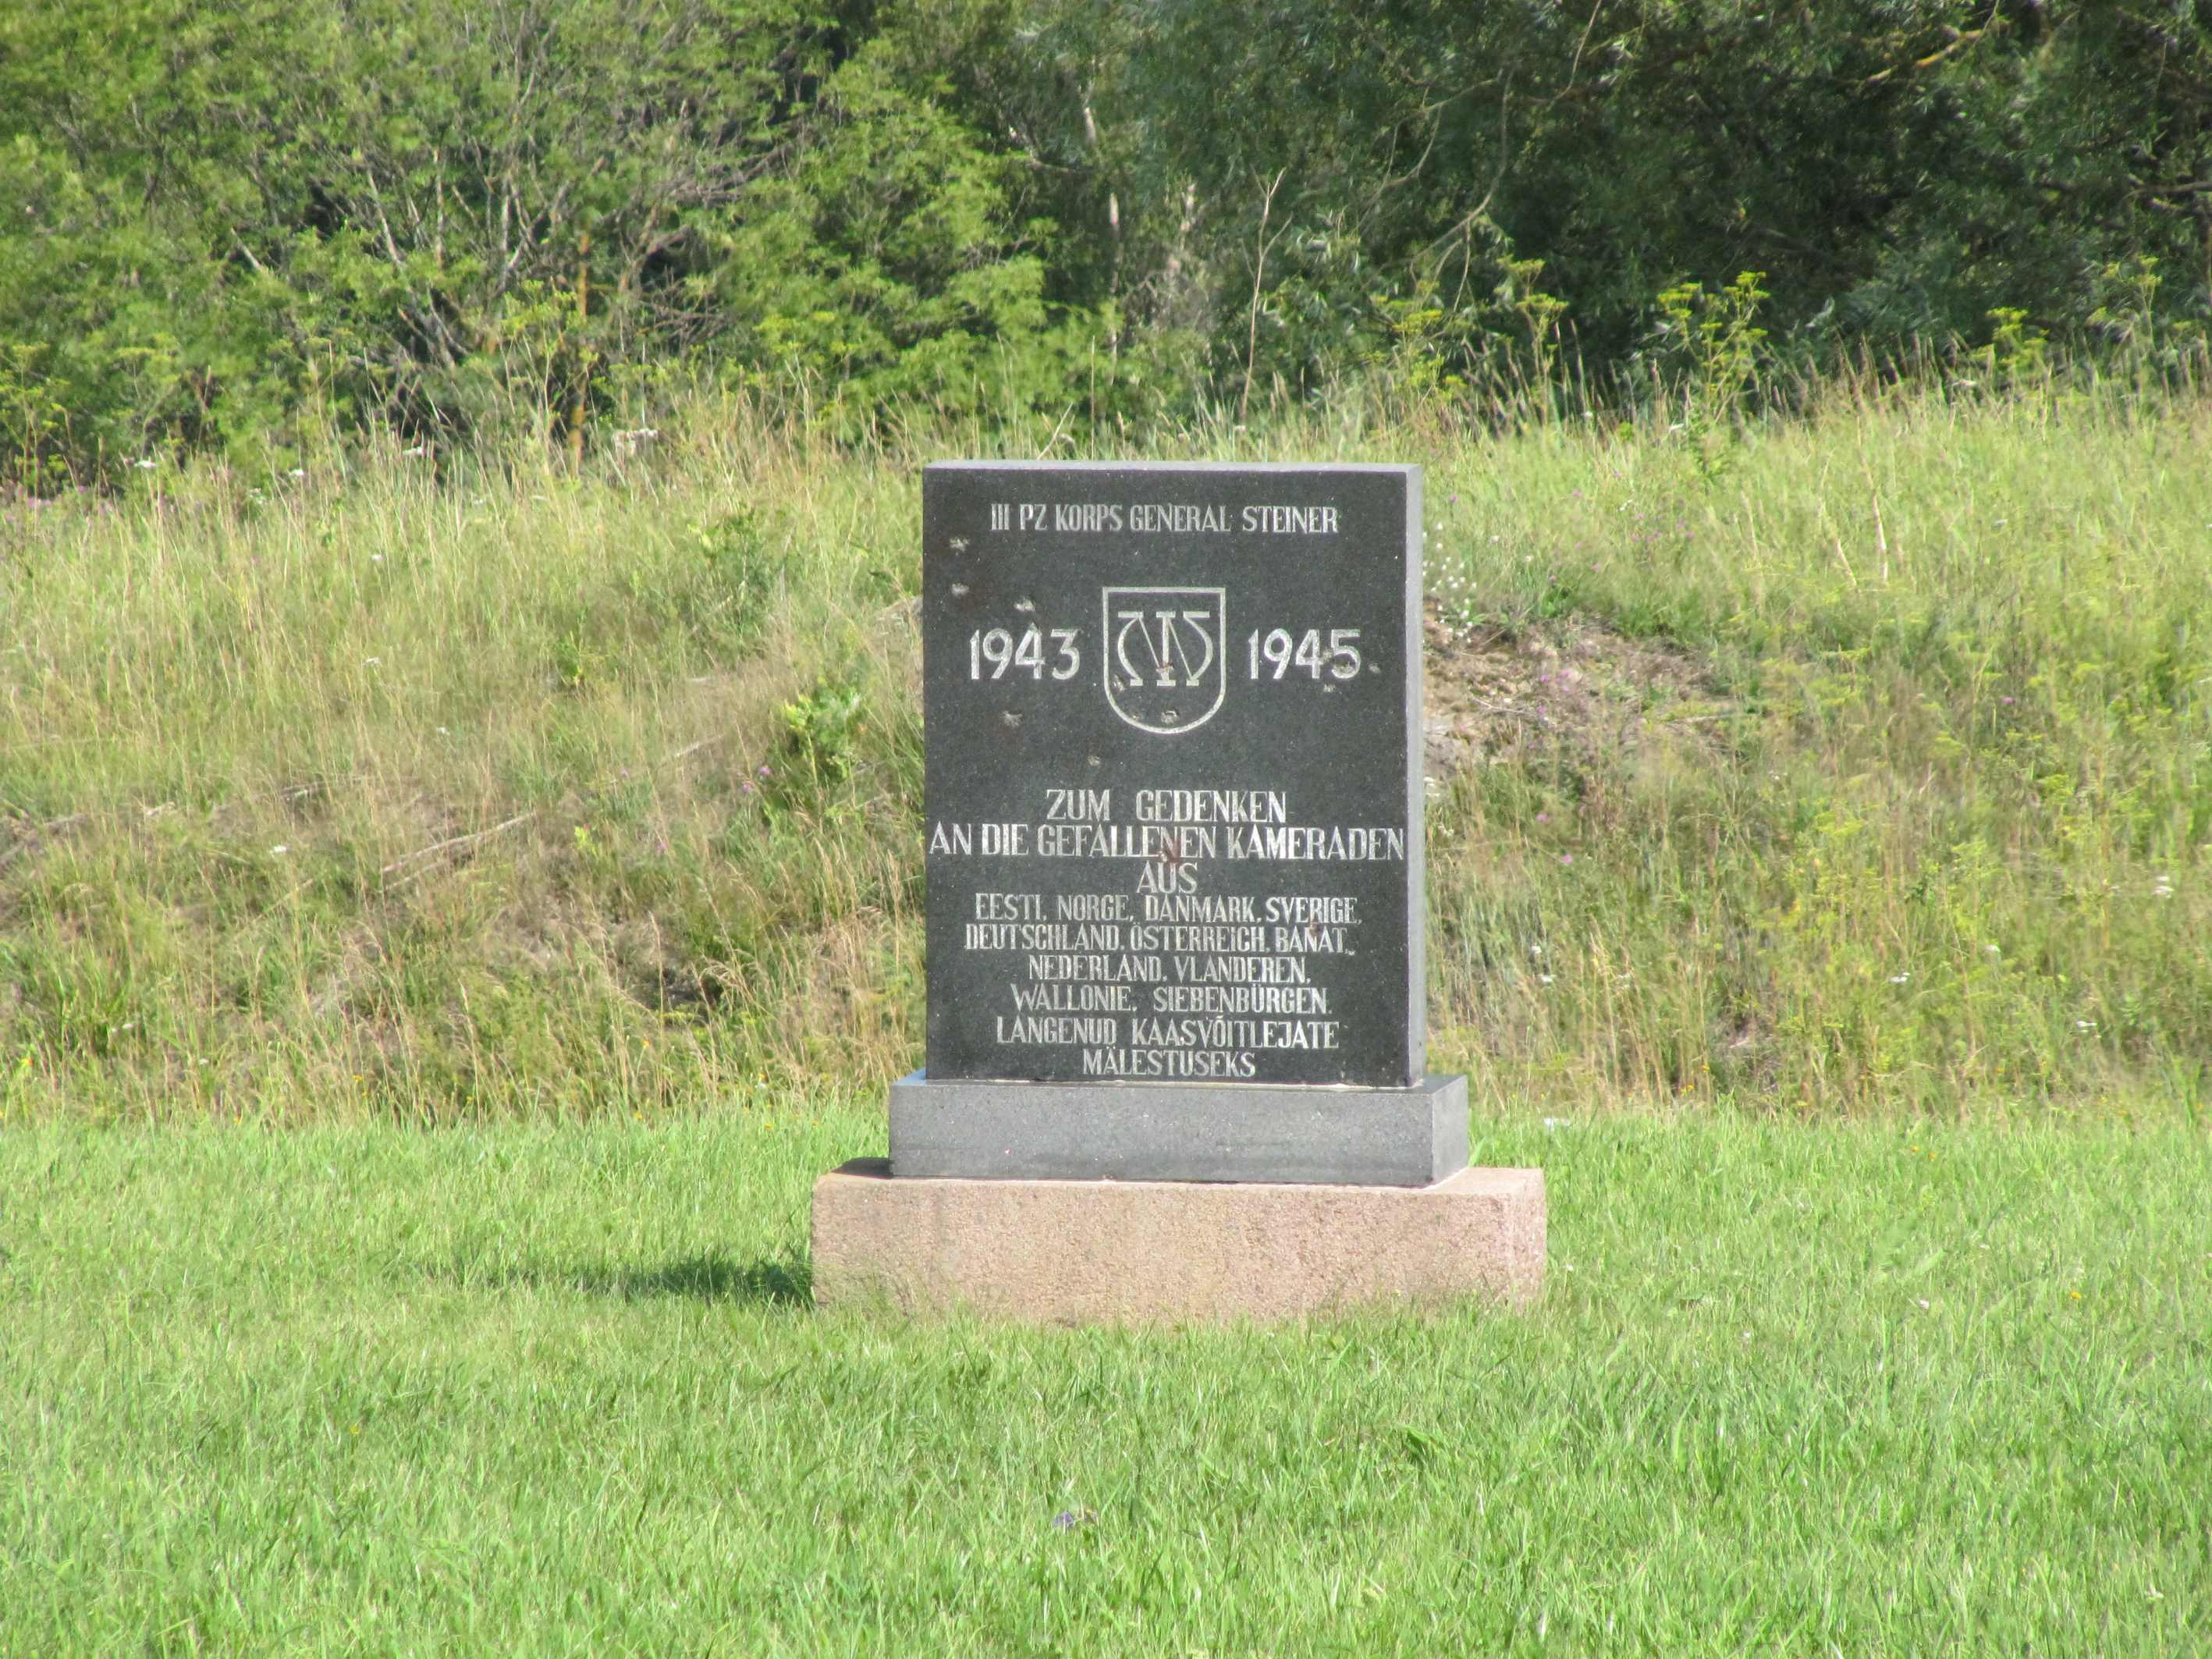 III PZ KORPS GENERAL STEINER
1943 1945
ZUM GEDENKEN
AN DIE GEFALLENEN KAMERADEN
AUS
EESTI, NORGE, DANMARK, SVERIGE,
DEUTSCHLAND, ÖSTERREICH, BANAT,
NEDERLAND, VLANDEREN,
WALLONIE, SIEBENBÜRGEN.
LANGENUD KAASVÕITLEJATE
MÄLESTUSEKS